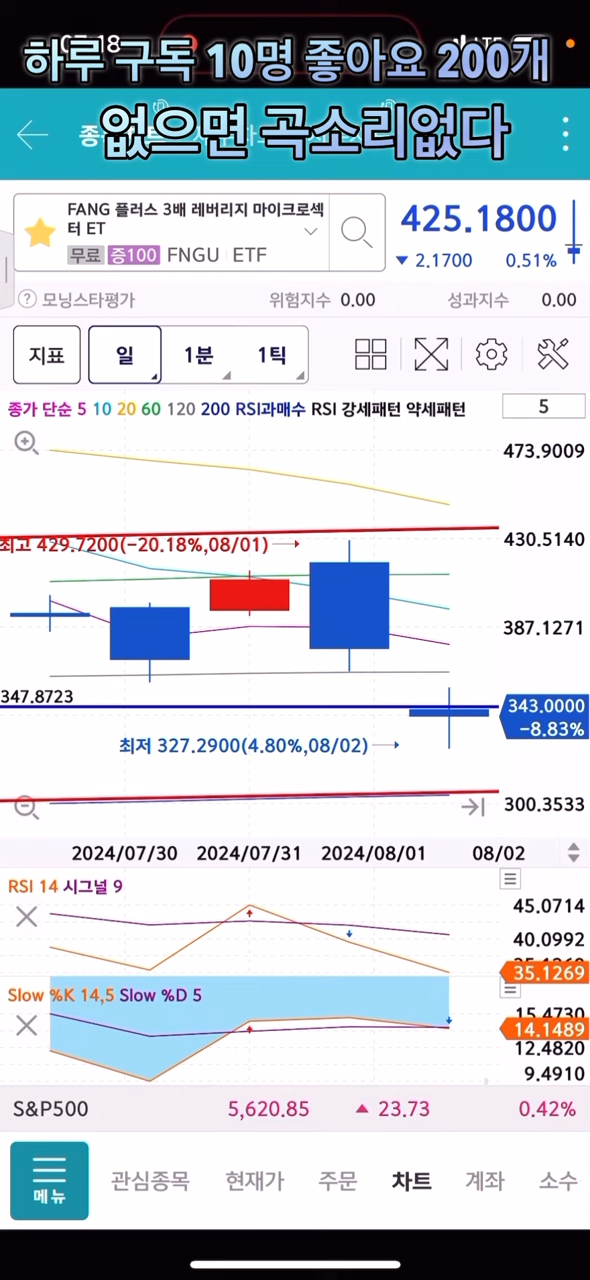 하루 구독 10명 좋아요 200개
없으면 곡소리없다
FANG 플러스 3배 레버리지 마이크로섹
터 ET
무료 증100 FNGU ETF
425.1800
▼ 2.1700 0.51%
? 모닝스타평가 위험지수 0.00 성과지수 0.00
지표 일 1분 1틱
종가 단순 5 10 20 60 120 200 RSI과매수 RSI 강세패턴 약세패턴 5
473.9009
최고 429.7200(-20.18%,08/01)
430.5140
387.1271
347.8723
343.0000
-8.83%
최저 327.2900(4.80%,08/02)
300.3533
2024/07/30 2024/07/31 2024/08/01 08/02
RSI 14 시그널 9
45.0714
40.0992
35.1269
Slow %K 14,5 Slow %D 5
15.4730
14.1489
12.4820
9.4910
S&P500 5,620.85 ▲ 23.73 0.42%
메뉴 관심종목 현재가 주문 차트 계좌 소수